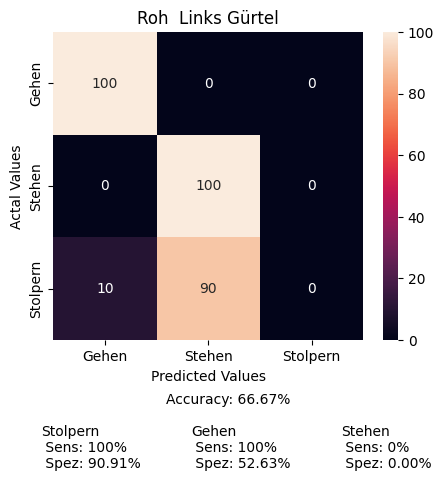 Roh  Links Gürtel
Actal Values
Gehen
Stehen
Stolpern
100 0 0
0 100 0
10 90 0
Gehen Stehen Stolpern
Predicted Values
100
80
60
40
20
0
Accuracy: 66.67%
Stolpern Gehen Stehen
Sens: 100% Sens: 100% Sens: 0%
Spez: 90.91% Spez: 52.63% Spez: 0.00%